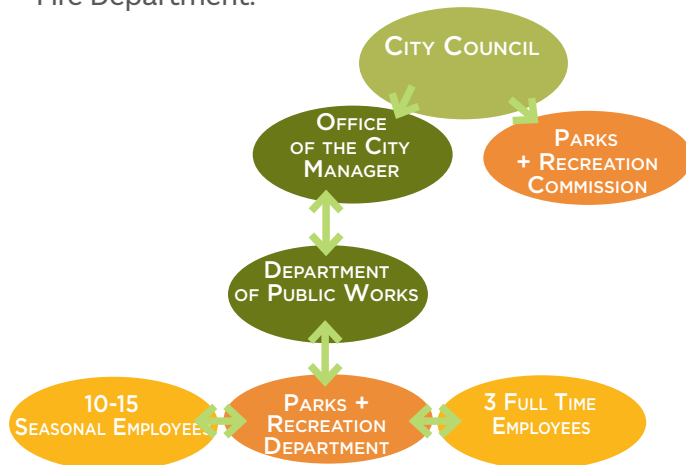 Fire Department.
City Council
Office
of the City
Manager
Parks
+ Recreation
Commission
Department
of Public Works
10-15
Seasonal Employees
Parks +
Recreation
Department
3 Full Time
Employees